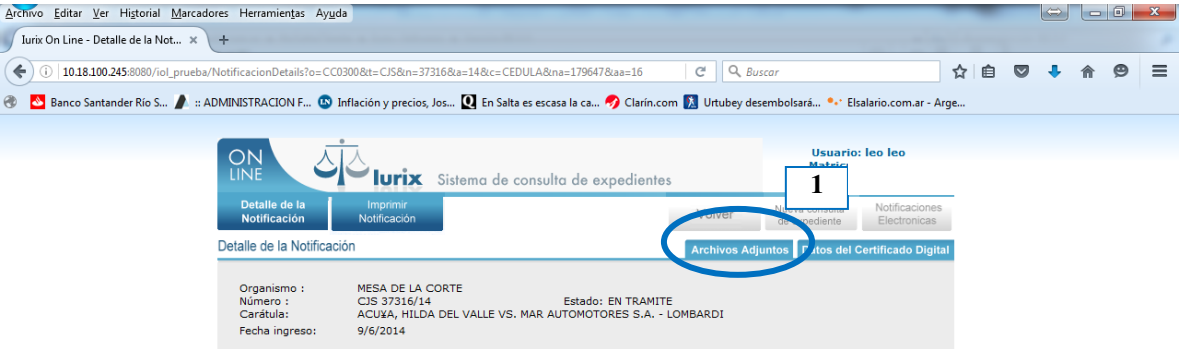 Archivo Editar Ver Historial Marcadores Herramientas Ayuda
Iurix On Line - Detalle de la Not... × +
10.18.100.245:8080/iol_prueba/NotificacionDetails?o=CC0300&t=CJS&n=37316&a=14&c=CEDULA&na=179647&aa=16
Buscar
Banco Santander Río S... :: ADMINISTRACION F... Inflación y precios, Jos... En Salta es escasa la ca... Clarín.com Urtubey desembolsará... Elsalario.com.ar - Arge...
ON
LINE
Iurix Sistema de consulta de expedientes
Usuario: leo leo
1
Detalle de la
Notificación
Imprimir
Notificación
Volver
Nueva consulta
de expediente
Notificaciones
Electronicas
Detalle de la Notificación
Archivos Adjuntos
Datos del Certificado Digital
Organismo : MESA DE LA CORTE
Número : CJS 37316/14 Estado: EN TRAMITE
Carátula: ACU¥A, HILDA DEL VALLE VS. MAR AUTOMOTORES S.A. - LOMBARDI
Fecha ingreso: 9/6/2014